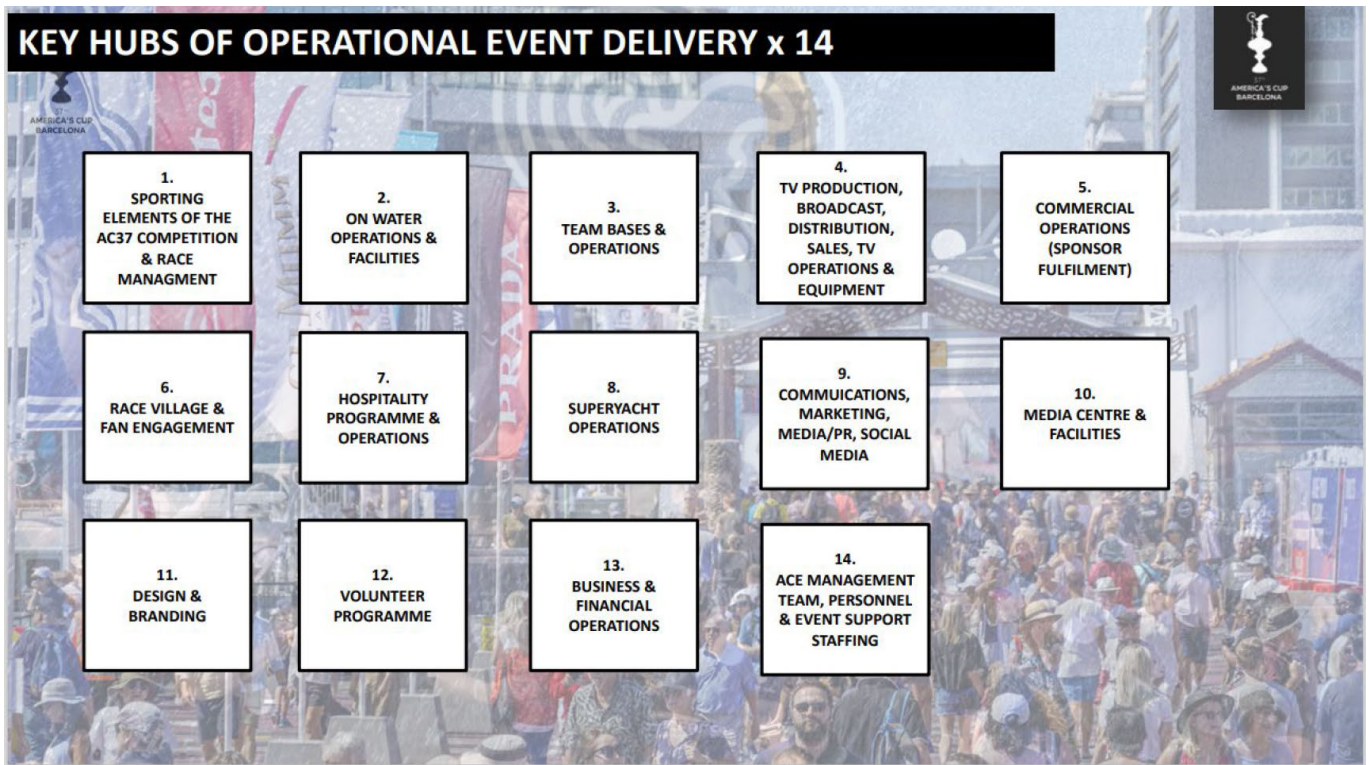 KEY HUBS OF OPERATIONAL EVENT DELIVERY x 14
37TH
AMERICA'S CUP
BARCELONA
AMERICA'S CUP
BARCELONA
1.
SPORTING
ELEMENTS OF THE
AC37 COMPETITION
& RACE
MANAGMENT
2.
ON WATER
OPERATIONS &
FACILITIES
3.
TEAM BASES &
OPERATIONS
4.
TV PRODUCTION,
BROADCAST,
DISTRIBUTION,
SALES, TV
OPERATIONS &
EQUIPMENT
5.
COMMERCIAL
OPERATIONS
(SPONSOR
FULFILMENT)
MUMM
PRADA
6.
RACE VILLAGE &
FAN ENGAGEMENT
7.
HOSPITALITY
PROGRAMME &
OPERATIONS
8.
SUPERYACHT
OPERATIONS
9.
COMMUICATIONS,
MARKETING,
MEDIA/PR, SOCIAL
MEDIA
10.
MEDIA CENTRE &
FACILITIES
11.
DESIGN &
BRANDING
12.
VOLUNTEER
PROGRAMME
13.
BUSINESS &
FINANCIAL
OPERATIONS
14.
ACE MANAGEMENT
TEAM, PERSONNEL
& EVENT SUPPORT
STAFFING